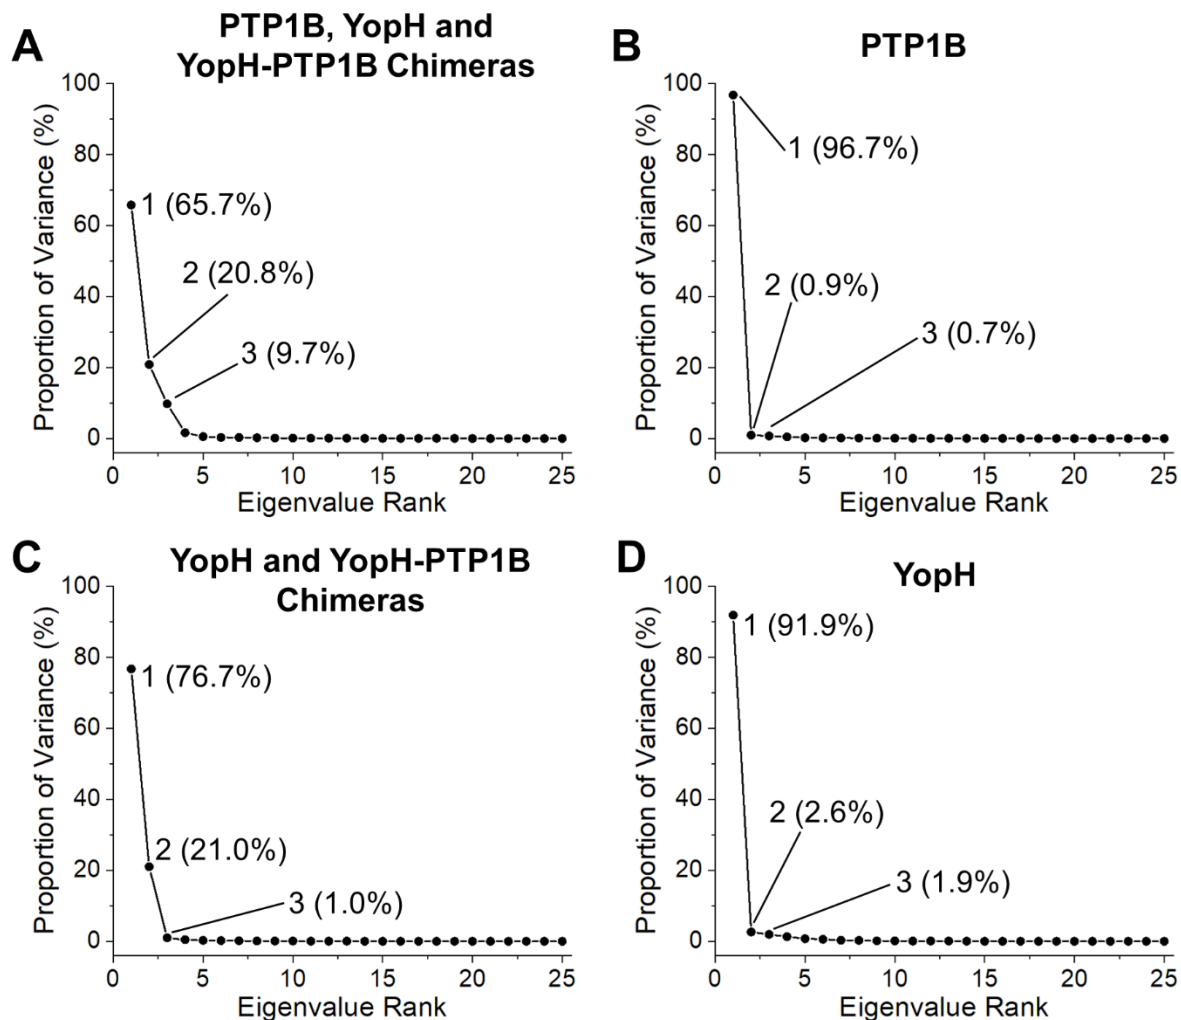 A
PTP1B, YopH and
YopH-PTP1B Chimeras
Proportion of Variance (%)
100
80
60
40
20
0
1 (65.7%)
2 (20.8%)
3 (9.7%)
0 5 10 15 20 25
Eigenvalue Rank
B
PTP1B
Proportion of Variance (%)
100
80
60
40
20
0
1 (96.7%)
2 (0.9%)
3 (0.7%)
0 5 10 15 20 25
Eigenvalue Rank
C
YopH and YopH-PTP1B
Chimeras
Proportion of Variance (%)
100
80
60
40
20
0
1 (76.7%)
2 (21.0%)
3 (1.0%)
0 5 10 15 20 25
Eigenvalue Rank
D
YopH
Proportion of Variance (%)
100
80
60
40
20
0
1 (91.9%)
2 (2.6%)
3 (1.9%)
0 5 10 15 20 25
Eigenvalue Rank